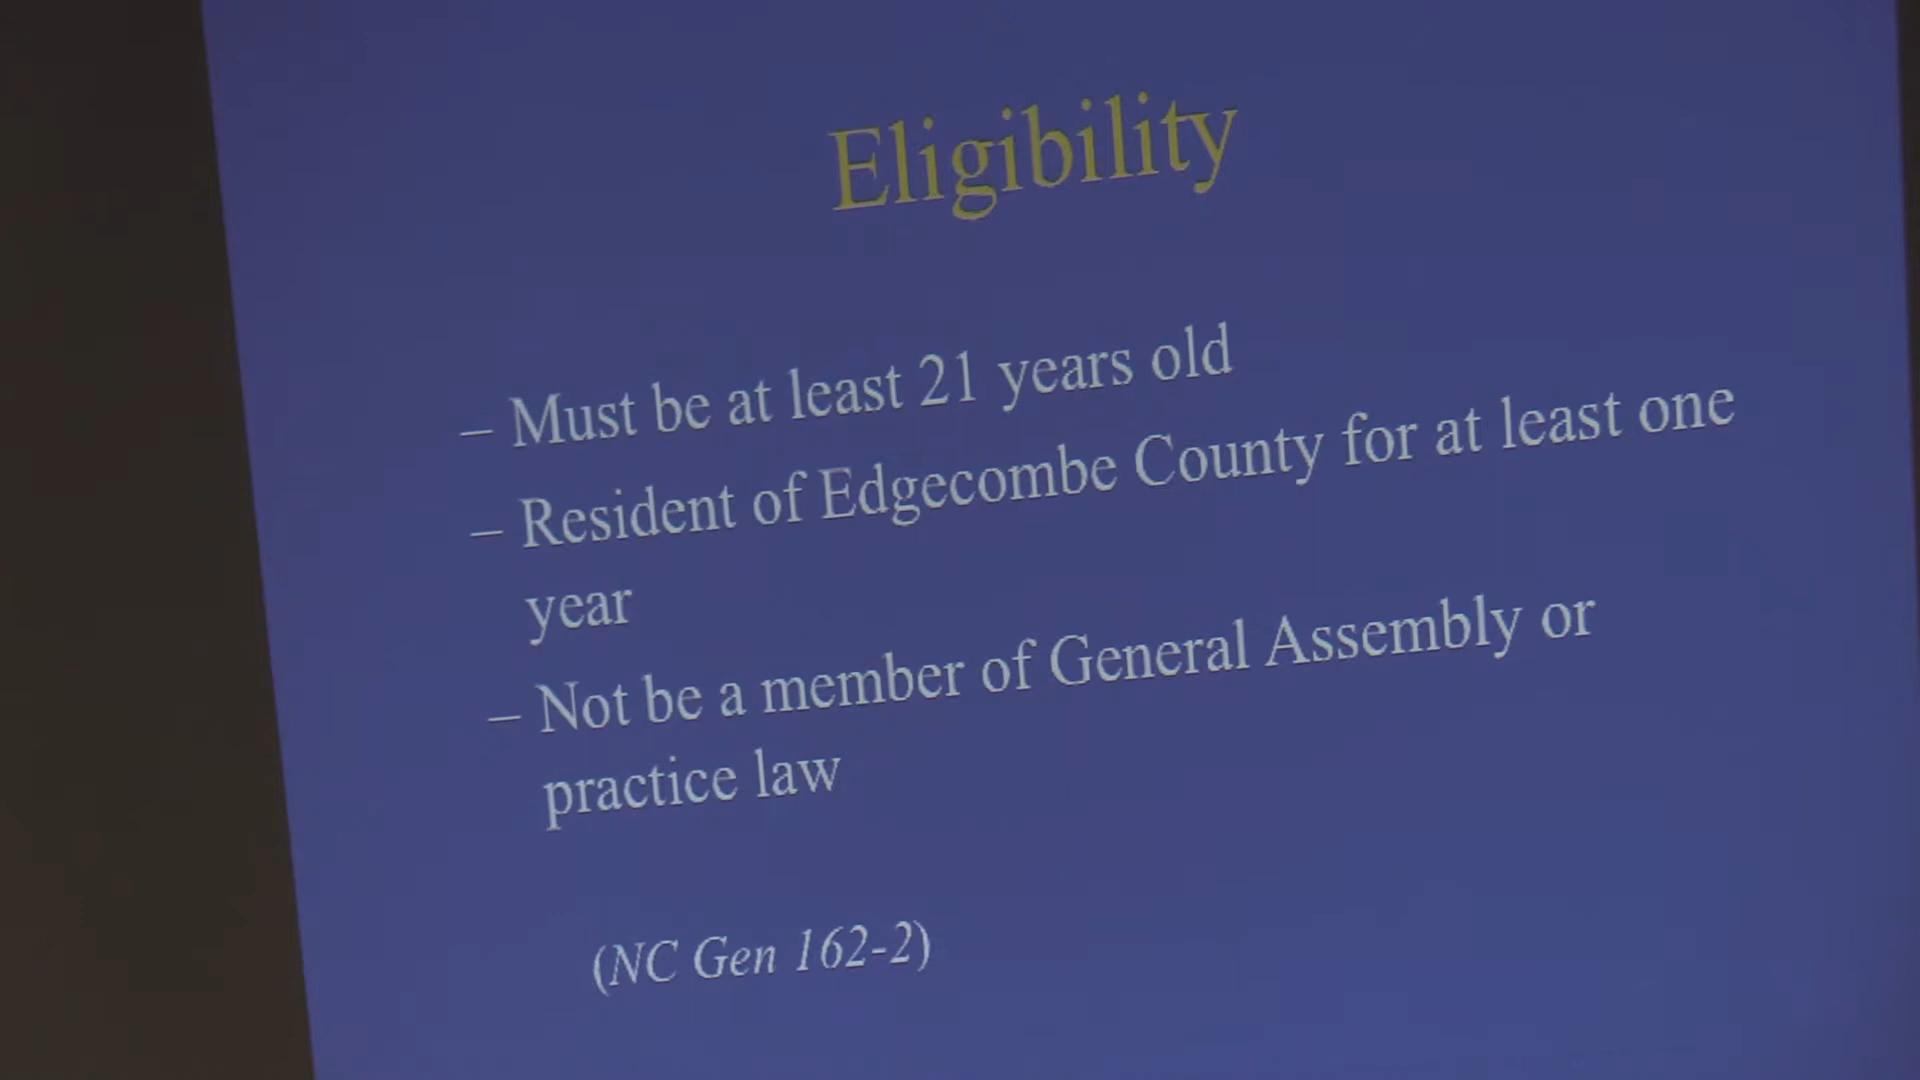 Eligibility
– Must be at least 21 years old
– Resident of Edgecombe County for at least one
year
– Not be a member of General Assembly or
practice law
(NC Gen 162-2)